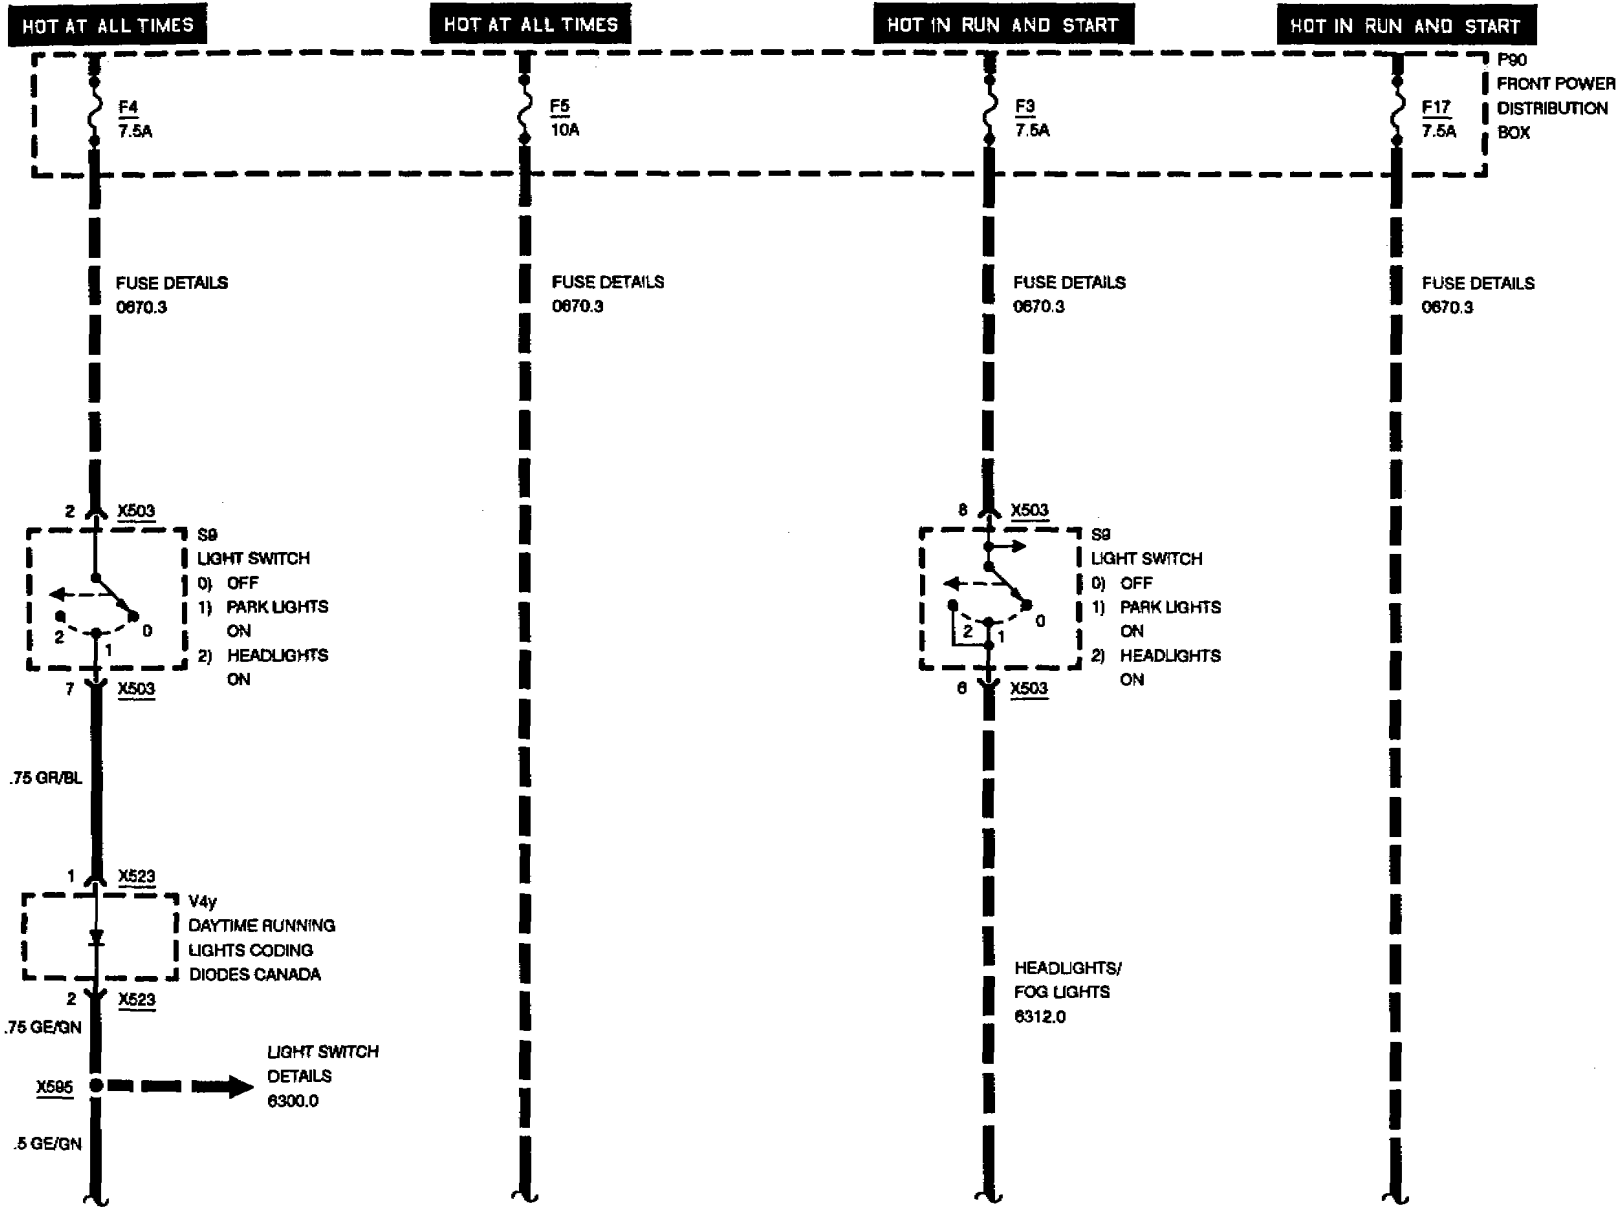 HOT AT ALL TIMES
HOT AT ALL TIMES
HOT IN RUN AND START
HOT IN RUN AND START
P90
FRONT POWER
DISTRIBUTION
BOX
F4
7.5A
F5
10A
F3
7.5A
F17
7.5A
FUSE DETAILS
0670.3
FUSE DETAILS
0670.3
FUSE DETAILS
0670.3
FUSE DETAILS
0670.3
2 X503
S9
LIGHT SWITCH
0) OFF
1) PARK LIGHTS
ON
2) HEADLIGHTS
ON
2
1
0
7 X503
8 X503
S9
LIGHT SWITCH
0) OFF
1) PARK LIGHTS
ON
2) HEADLIGHTS
ON
2
1
0
6 X503
.75 GR/BL
1 X523
V4y
DAYTIME RUNNING
LIGHTS CODING
DIODES CANADA
2 X523
.75 GE/GN
HEADLIGHTS/
FOG LIGHTS
6312.0
X595
LIGHT SWITCH
DETAILS
6300.0
.5 GE/GN